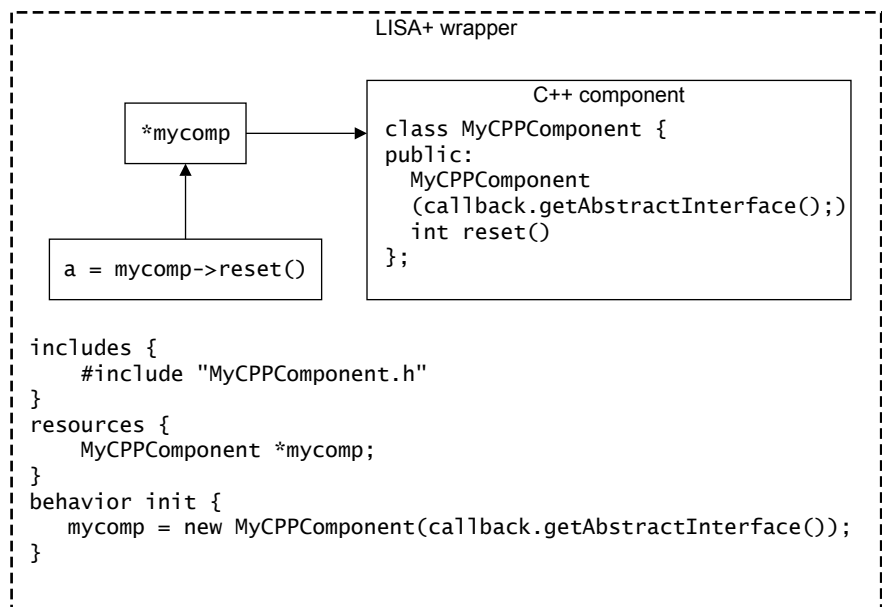 LISA+ wrapper
C++ component
*mycomp
class MyCPPComponent {
public:
MyCPPComponent
(callback.getAbstractInterface();)
int reset()
};
a = mycomp->reset()
includes {
#include "MyCPPComponent.h"
}
resources {
MyCPPComponent *mycomp;
}
behavior init {
mycomp = new MyCPPComponent(callback.getAbstractInterface());
}